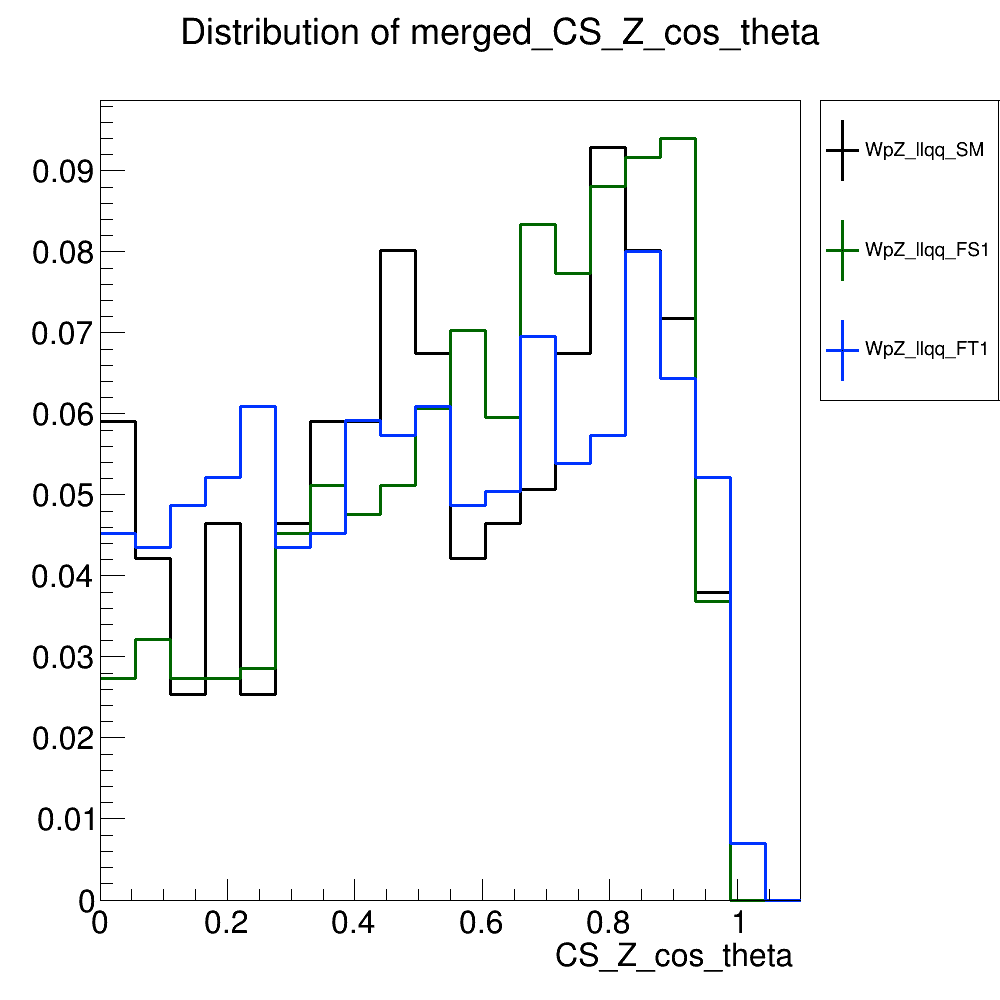 Distribution of merged_CS_Z_cos_theta
WpZ_llqq_SM
WpZ_llqq_FS1
WpZ_llqq_FT1
0.09
0.08
0.07
0.06
0.05
0.04
0.03
0.02
0.01
0
0 0.2 0.4 0.6 0.8 1
CS_Z_cos_theta